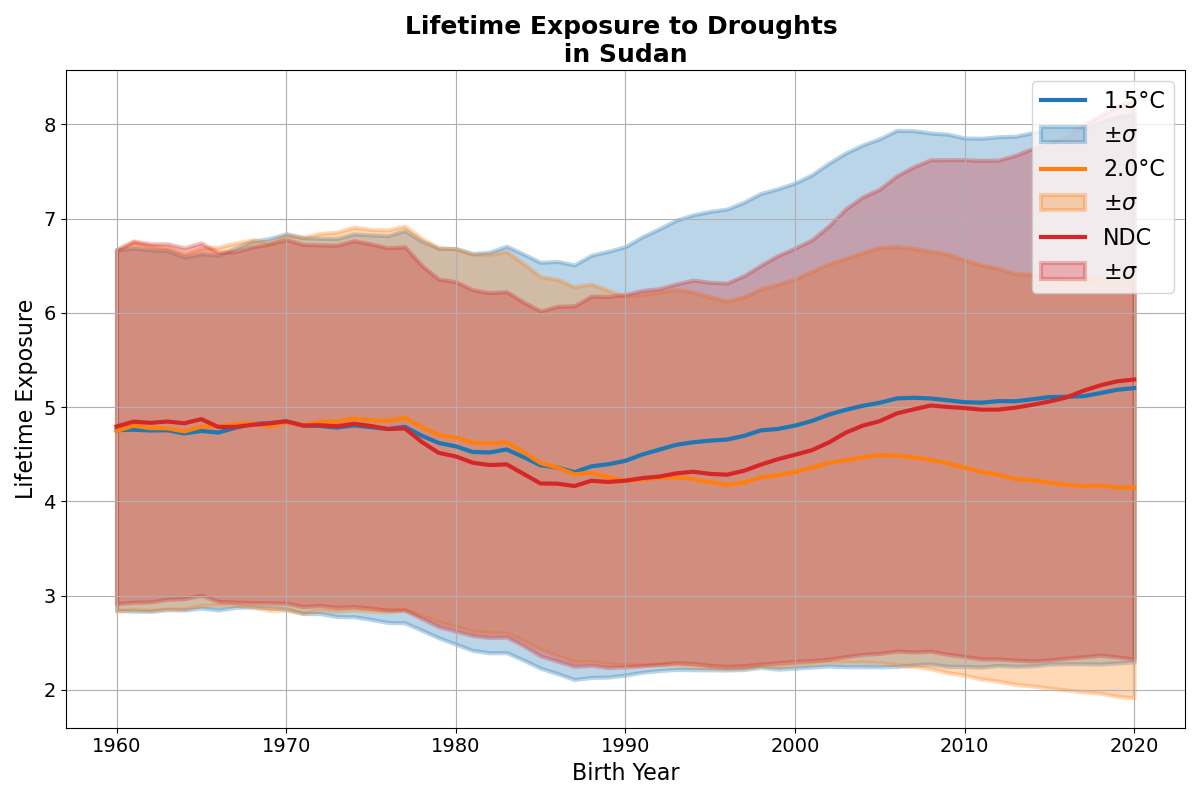 Lifetime Exposure to Droughts
in Sudan
Lifetime Exposure
8
7
6
5
4
3
2
1960
1970
1980
1990
2000
2010
2020
Birth Year
1.5°C
±σ
2.0°C
±σ
NDC
±σ